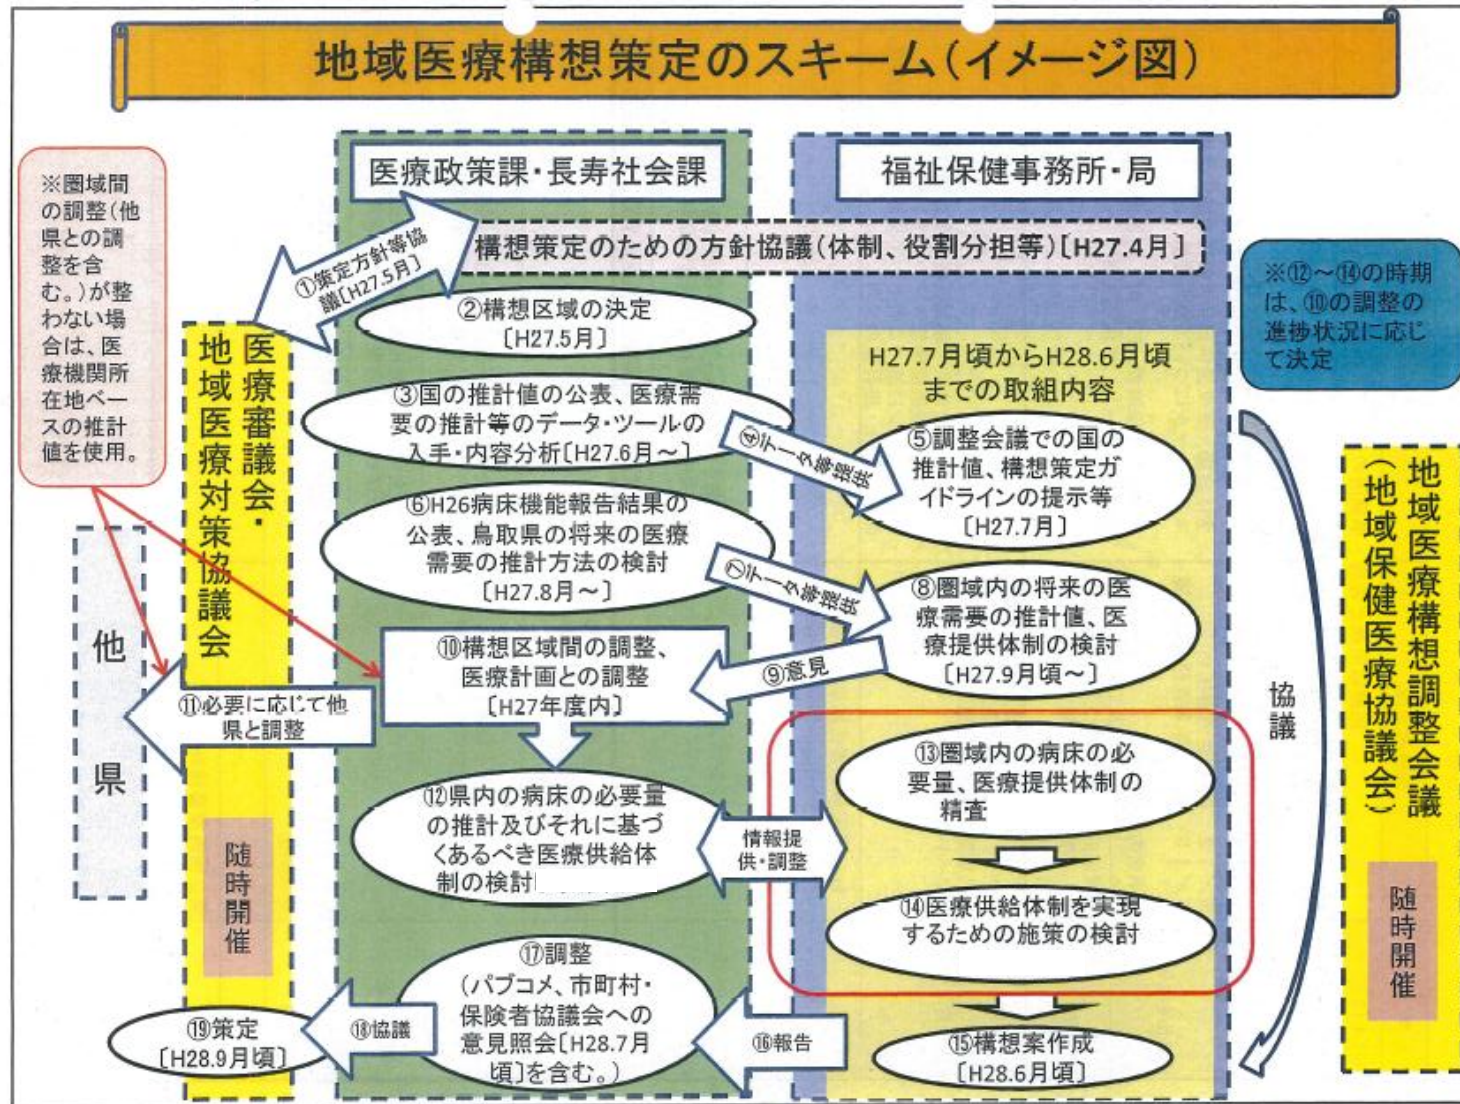 地域医療構想策定のスキーム(イメージ図)
※圏域間
の調整(他
県との調
整を含
む。)が整
わない場
合は、医
療機関所
在地ベー
スの推計
値を使用。
医療政策課・長寿社会課
福祉保健事務所・局
構想策定のための方針協議(体制、役割分担等)〔H27.4月〕
①策定方針等協
議〔H27.5月〕
②構想区域の決定
〔H27.5月〕
※⑫～⑭の時期
は、⑩の調整の
進捗状況に応じ
て決定
H27.7月頃からH28.6月頃
までの取組内容
③国の推計値の公表、医療需
要の推計等のデータ・ツールの
入手・内容分析〔H27.6月～〕
④データ等提供
⑤調整会議での国の
推計値、構想策定ガ
イドラインの提示等
〔H27.7月〕
⑥H26病床機能報告結果の
公表、鳥取県の将来の医療
需要の推計方法の検討
〔H27.8月～〕
⑦データ等提供
⑧圏域内の将来の医
療需要の推計値、医
療提供体制の検討
〔H27.9月頃～〕
⑨意見
⑩構想区域間の調整、
医療計画との調整
〔H27年度内〕
⑪必要に応じて他
県と調整
他県
医療審議会・
地域医療対策協議会
随時開催
⑫県内の病床の必要量
の推計及びそれに基づ
くあるべき医療供給体
制の検討
情報提
供・調整
⑬圏域内の病床の必
要量、医療提供体制の
精査
⑭医療供給体制を実現
するための施策の検討
⑮構想案作成
〔H28.6月頃〕
⑯報告
⑰調整
(パブコメ、市町村・
保険者協議会への
意見照会〔H28.7月
頃〕を含む。)
⑱協議
⑲策定
〔H28.9月頃〕
協議
地域医療構想調整会議
(地域保健医療協議会)
随時開催